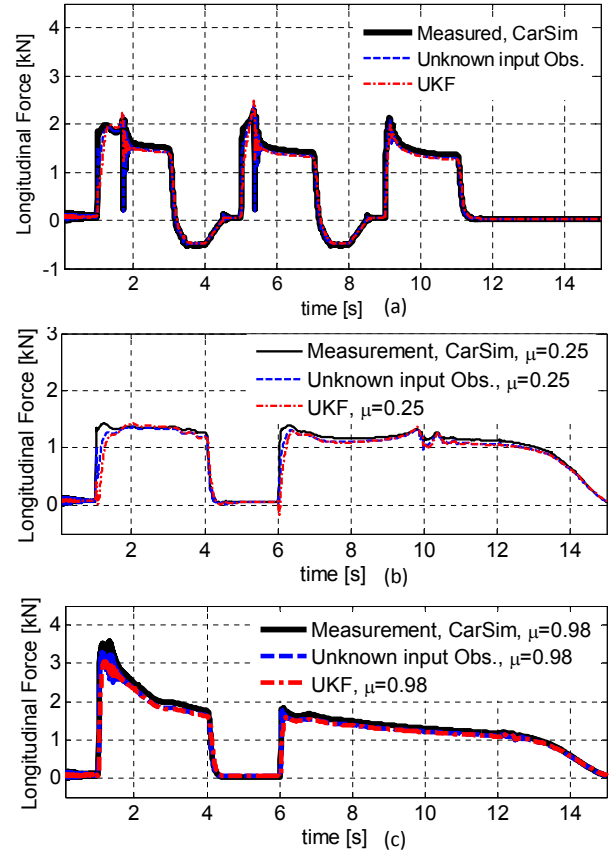 Longitudinal Force [kN]
4
3
2
1
0
-1
Measured, CarSim
Unknown input Obs.
UKF
2
4
6
8
10
12
14
time [s]
(a)
Longitudinal Force [kN]
3
2
1
0
Measurement, CarSim, μ=0.25
Unknown input Obs., μ=0.25
UKF, μ=0.25
2
4
6
8
10
12
14
time [s]
(b)
Longitudinal Force [kN]
4
3
2
1
0
Measurement, CarSim, μ=0.98
Unknown input Obs., μ=0.98
UKF, μ=0.98
2
4
6
8
10
12
14
time [s]
(c)